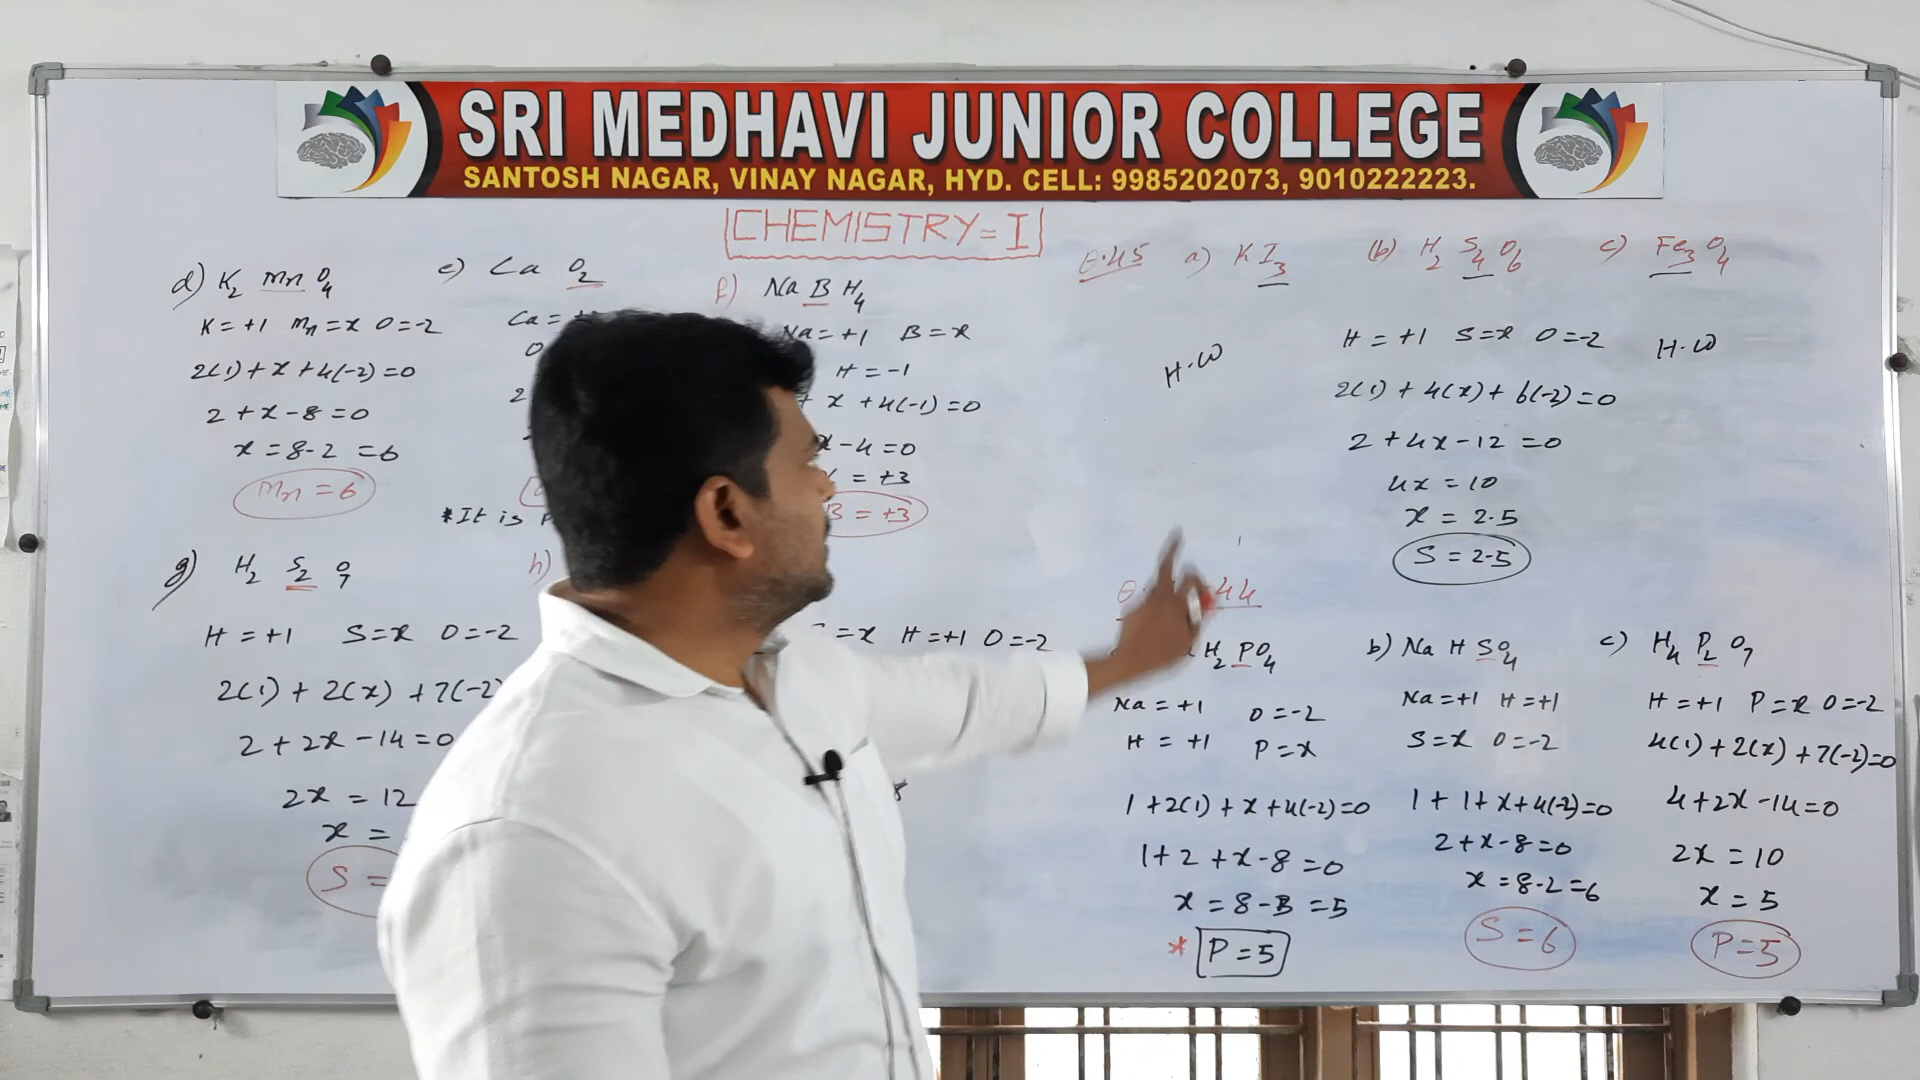 SRI MEDHAVI JUNIOR COLLEGE
SANTOSH NAGAR, VINAY NAGAR, HYD. CELL: 9985202073, 9010222223.
CHEMISTRY=I
d) K2 Mn O4
K=+1 Mn=x O=-2
2(1)+x+4(-2)=0
2+x-8=0
x=8-2=6
Mn=6
e) Ca O2
Ca=
2
*It is
f) Na B H4
Na=+1 B=x
H=-1
+ x +4(-1)=0
x-4=0
=+3
B=+3
g) H2 S2 O7
H=+1 S=x O=-2
2(1)+2(x)+7(-2)
2+2x-14=0
2x=12
x=
S=
h)
=x H=+1 O=-2
Q.45 a) KI3 (b) H2 S4 O6 c) Fe3 O4
H.W
H=+1 S=x O=-2
2(1)+4(x)+6(-2)=0
2+4x-12=0
4x=10
x=2.5
S=2.5
H.W
44
H2 PO4
Na=+1 O=-2
H=+1 P=x
1+2(1)+x+4(-2)=0
1+2+x-8=0
x=8-3=5
* P=5
b) Na H SO4
Na=+1 H=+1
S=x O=-2
1+1+x+4(-2)=0
2+x-8=0
x=8-2=6
S=6
c) H4 P2 O7
H=+1 P=x O=-2
4(1)+2(x)+7(-2)=0
4+2x-14=0
2x=10
x=5
P=5